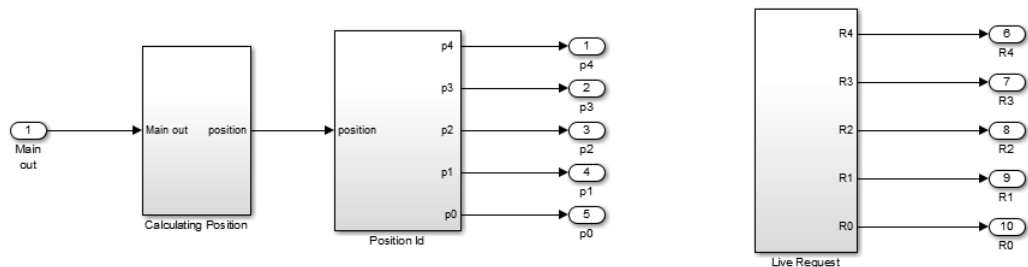 1
Main
out
Main out
position
Calculating Position
position
p4
p3
p2
p1
p0
Position Id
1
p4
2
p3
3
p2
4
p1
5
p0
R4
R3
R2
R1
R0
Live Request
6
R4
7
R3
8
R2
9
R1
10
R0